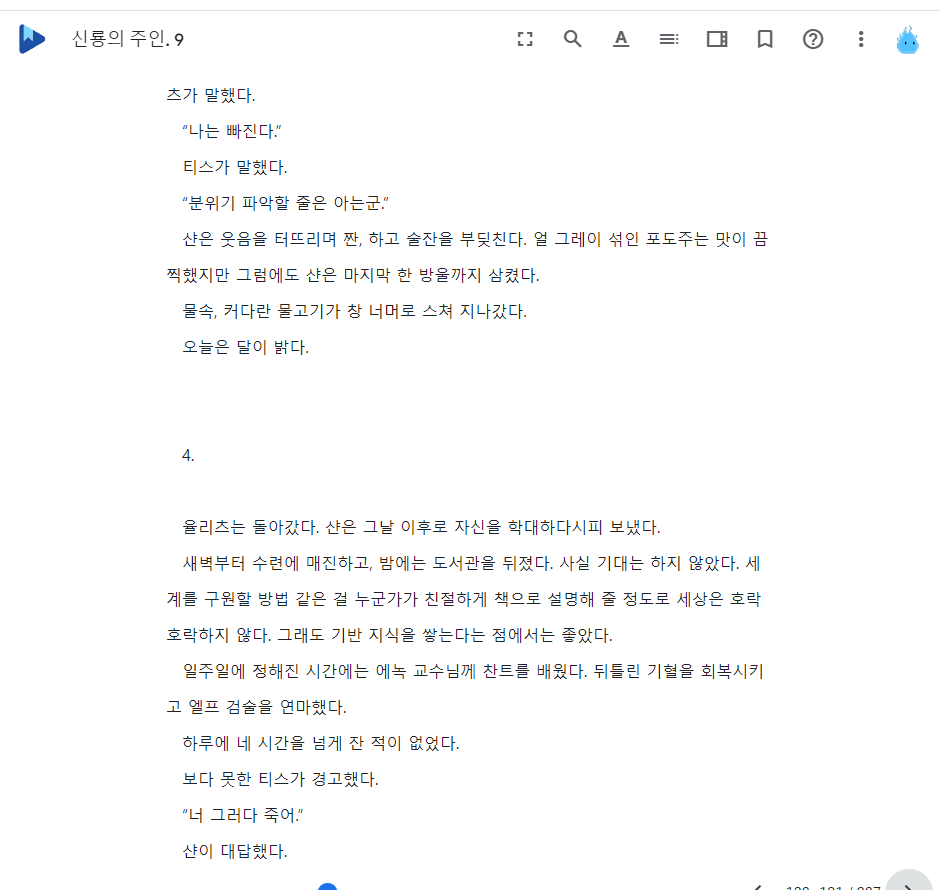 신룡의 주인. 9
츠가 말했다.
“나는 빠진다.”
티스가 말했다.
“분위기 파악할 줄은 아는군.”
샨은 웃음을 터뜨리며 짠, 하고 술잔을 부딪친다. 얼 그레이 섞인 포도주는 맛이 끔
찍했지만 그럼에도 샨은 마지막 한 방울까지 삼켰다.
물속, 커다란 물고기가 창 너머로 스쳐 지나갔다.
오늘은 달이 밝다.
4.
율리츠는 돌아갔다. 샨은 그날 이후로 자신을 학대하다시피 보냈다.
새벽부터 수련에 매진하고, 밤에는 도서관을 뒤졌다. 사실 기대는 하지 않았다. 세
계를 구원할 방법 같은 걸 누군가가 친절하게 책으로 설명해 줄 정도로 세상은 호락
호락하지 않다. 그래도 기반 지식을 쌓는다는 점에서는 좋았다.
일주일에 정해진 시간에는 에녹 교수님께 찬트를 배웠다. 뒤틀린 기혈을 회복시키
고 엘프 검술을 연마했다.
하루에 네 시간을 넘게 잔 적이 없었다.
보다 못한 티스가 경고했다.
“너 그러다 죽어.”
샨이 대답했다.